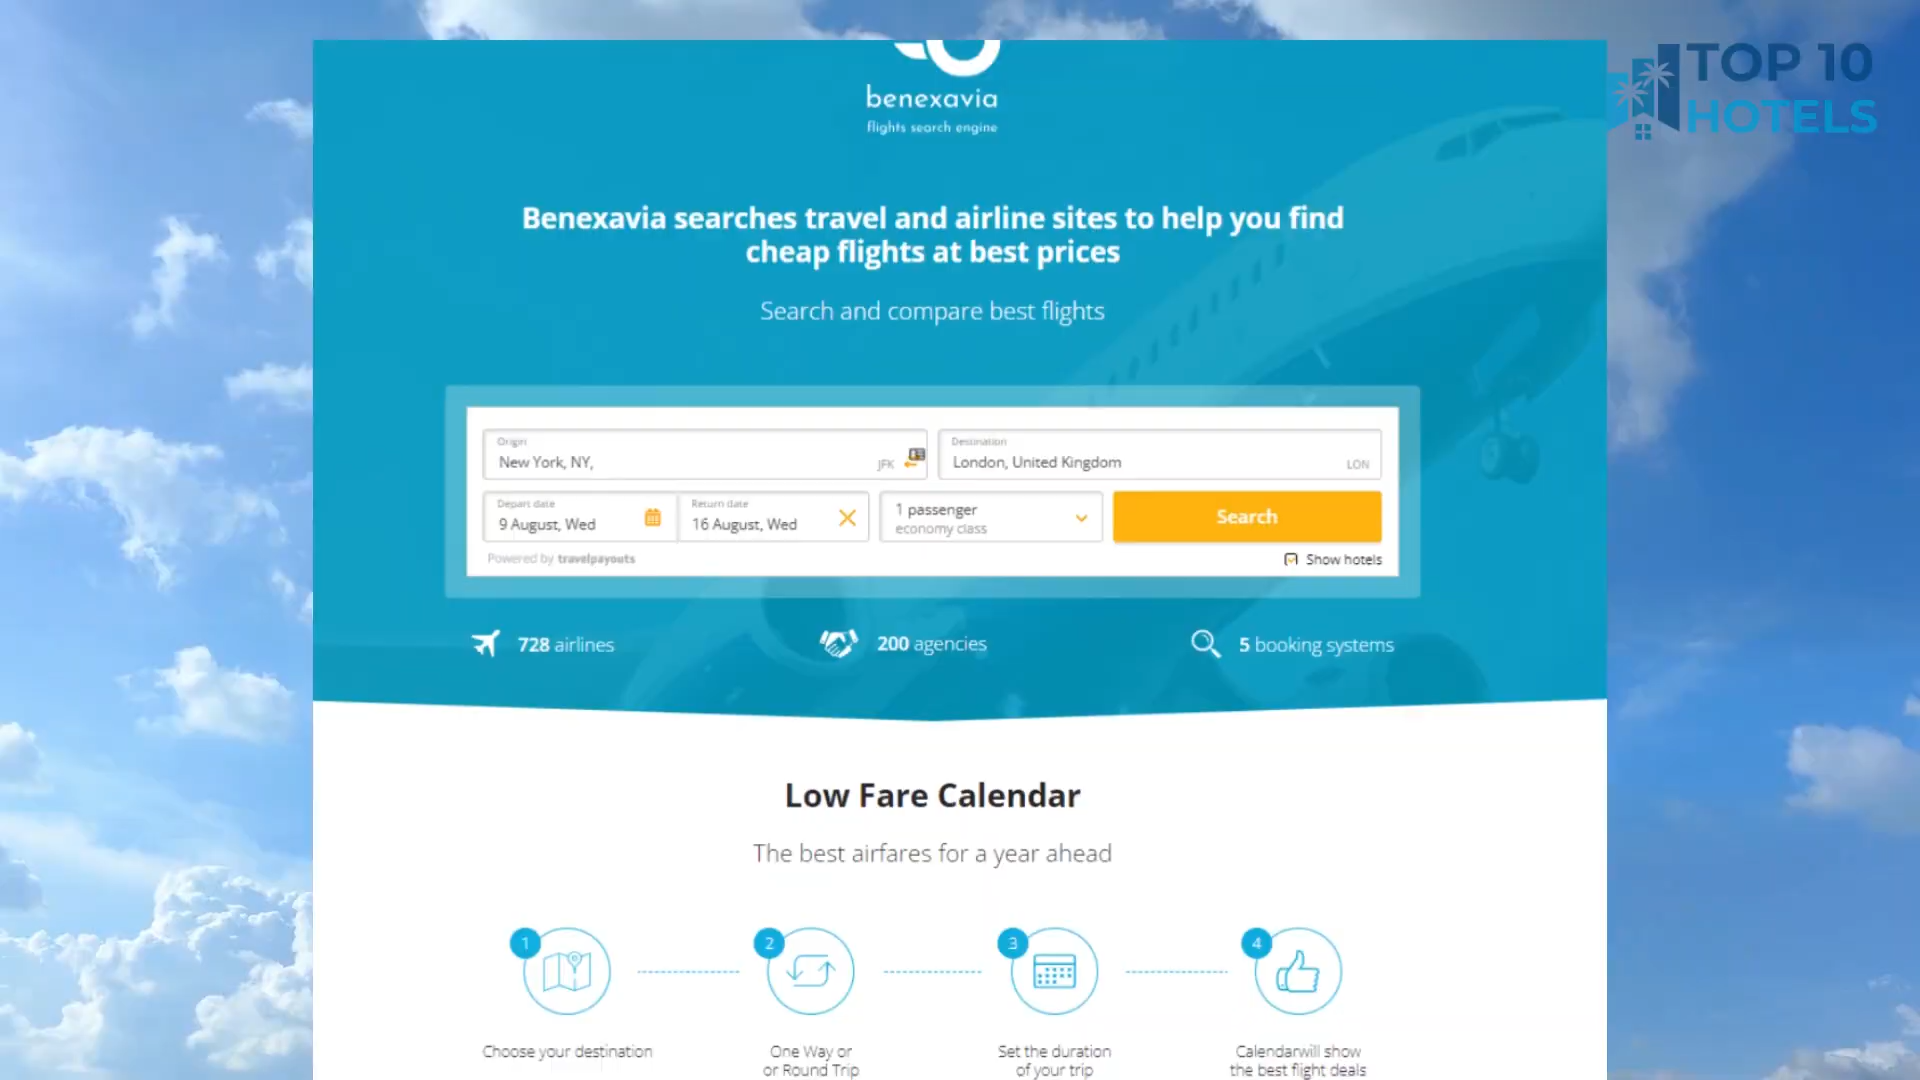 TOP 10
HOTELS
benexavia
flights search engine
Benexavia searches travel and airline sites to help you find
cheap flights at best prices
Search and compare best flights
Origin
New York, NY,
JFK
Destination
London, United Kingdom
LON
Depart date
9 August, Wed
Return date
16 August, Wed
1 passenger
economy class
Search
Powered by travelpayouts
Show hotels
728 airlines
200 agencies
5 booking systems
Low Fare Calendar
The best airfares for a year ahead
1
2
3
4
Choose your destination
One Way or
or Round Trip
Set the duration
of your trip
Calendarwill show
the best flight deals